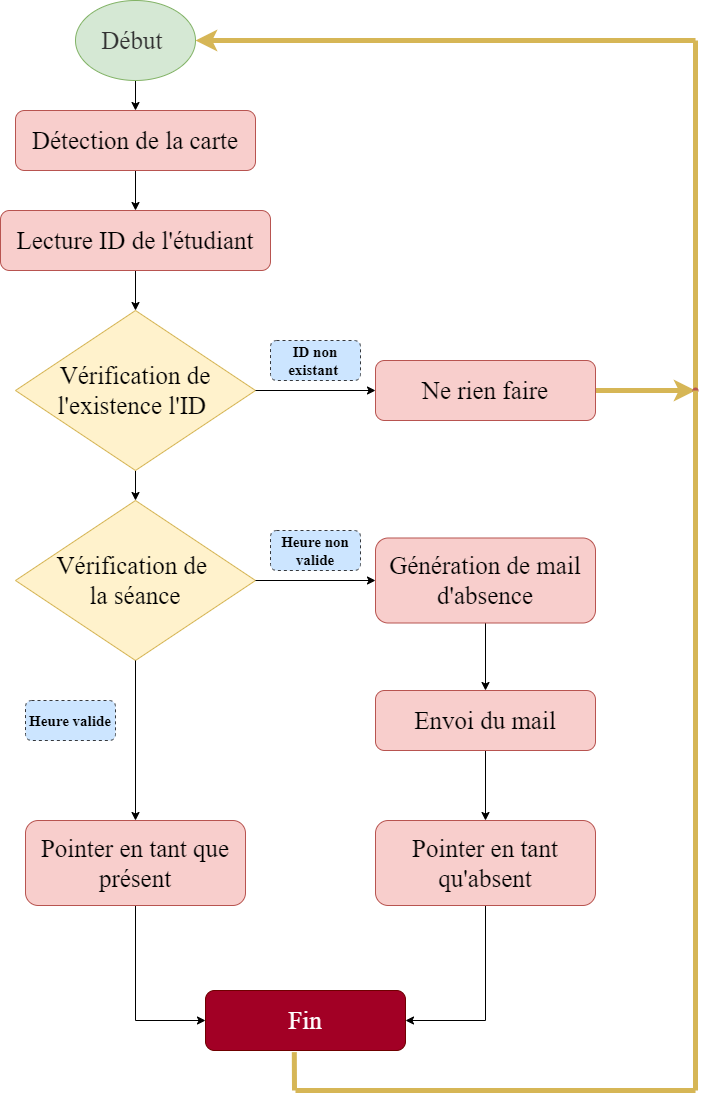 Début
Détection de la carte
Lecture ID de l'étudiant
Vérification de
l'existence l'ID
ID non
existant
Ne rien faire
Vérification de
la séance
Heure non
valide
Génération de mail
d'absence
Envoi du mail
Heure valide
Pointer en tant que
présent
Pointer en tant
qu'absent
Fin